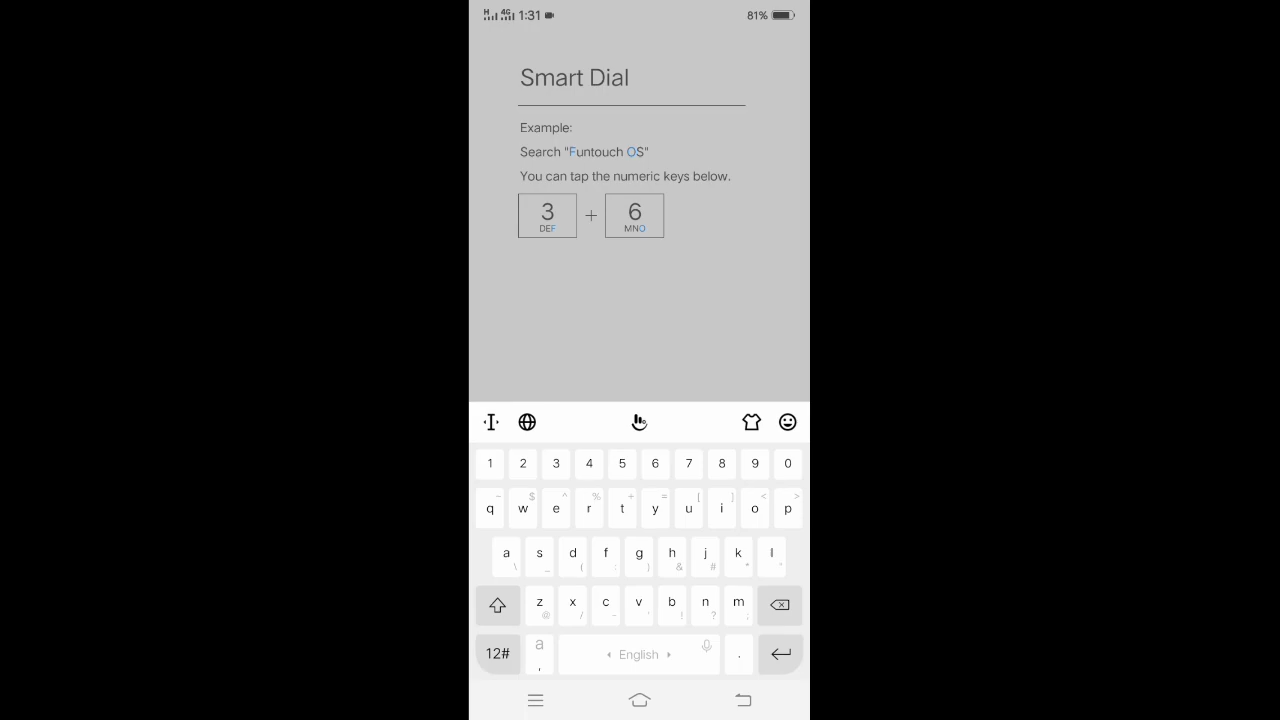 H 4G 1:31 81%
Smart Dial
Example:
Search "Funtouch OS"
You can tap the numeric keys below.
3 + 6
DEF MNO
1 2 3 4 5 6 7 8 9 0
~ $ ^ % + = [ ] < >
q w e r t y u i o p
a s d f g h j k l
\ _ ( : ) & # *
z x c v b n m
@ / - ' ! ? ;
12# a , English .